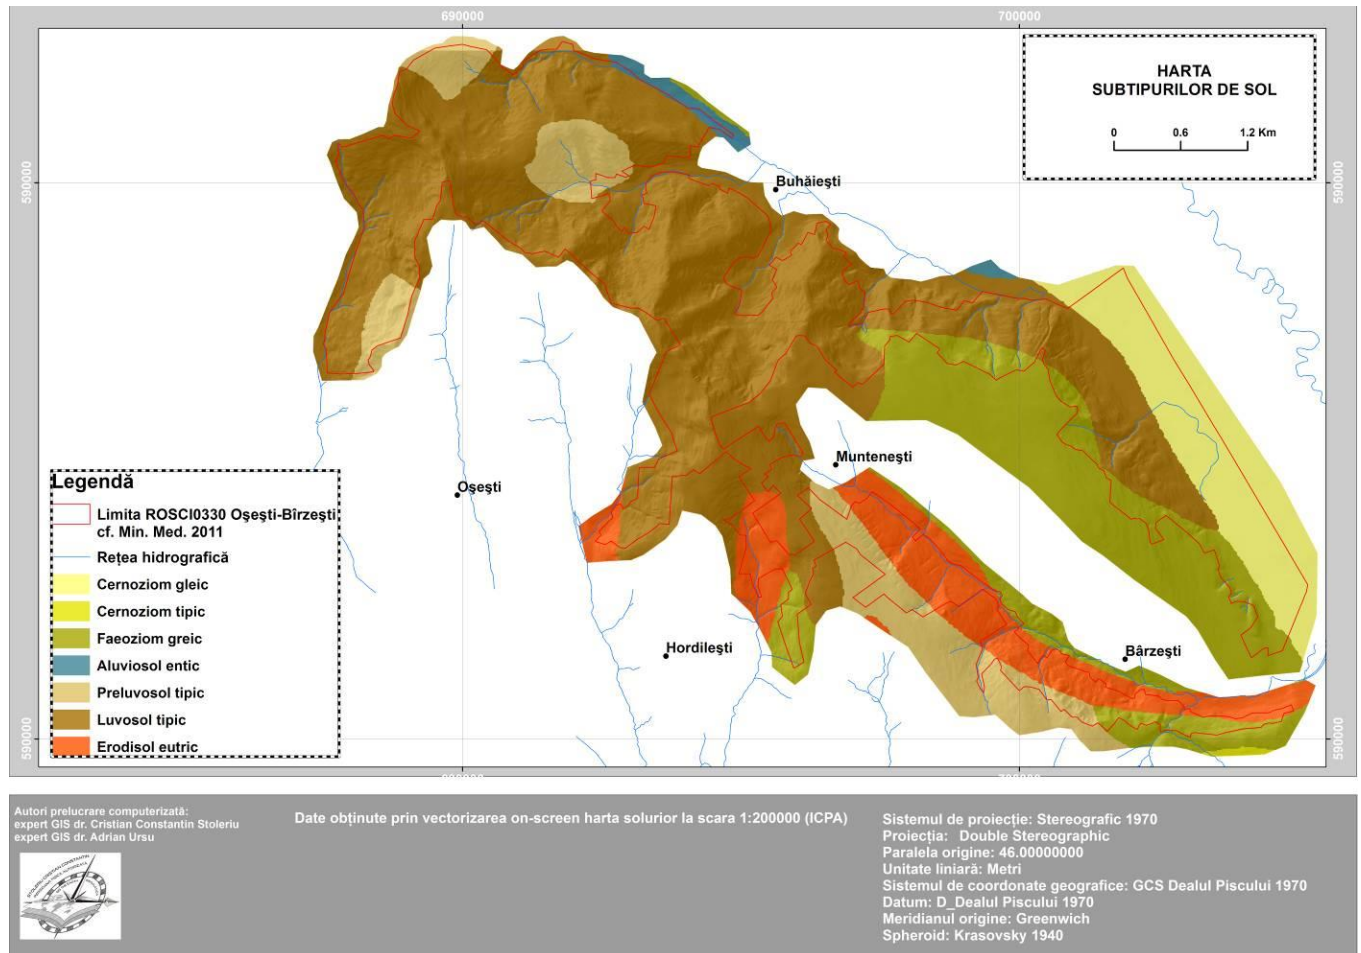 690000
700000
HARTA
SUBTIPURILOR DE SOL
0 0.6 1.2 Km
590000
590000
Buhăieşti
Munteneşti
Oşeşti
Hordileşti
Bârzeşti
Legendă
Limita ROSCI0330 Oşeşti-Bîrzeşti
cf. Min. Med. 2011
Reţea hidrografică
Cernoziom gleic
Cernoziom tipic
Faeoziom greic
Aluviosol entic
Preluvosol tipic
Luvosol tipic
Erodisol eutric
590000
590000
Autori prelucrare computerizată:
expert GIS dr. Cristian Constantin Stoleriu
expert GIS dr. Adrian Ursu
Date obţinute prin vectorizarea on-screen harta solurior la scara 1:200000 (ICPA)
Sistemul de proiecţie: Stereografic 1970
Proiecţia: Double Stereographic
Paralela origine: 46.00000000
Unitate liniară: Metri
Sistemul de coordonate geografice: GCS Dealul Piscului 1970
Datum: D_Dealul Piscului 1970
Meridianul origine: Greenwich
Spheroid: Krasovsky 1940